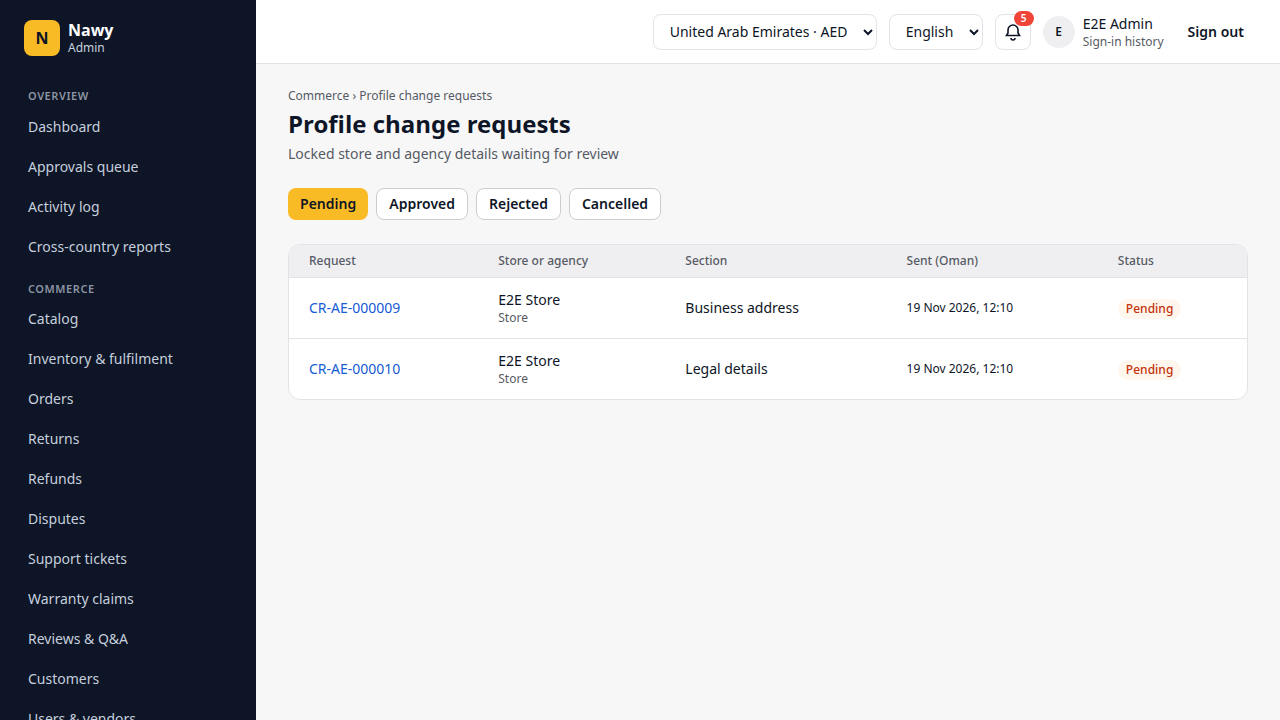 N
Nawy
Admin
OVERVIEW
Dashboard
Approvals queue
Activity log
Cross-country reports
COMMERCE
Catalog
Inventory & fulfilment
Orders
Returns
Refunds
Disputes
Support tickets
Warranty claims
Reviews & Q&A
Customers
Users & vendors
United Arab Emirates · AED
English
5
E
E2E Admin
Sign-in history
Sign out
Commerce › Profile change requests
Profile change requests
Locked store and agency details waiting for review
Pending Approved Rejected Cancelled
Request Store or agency Section Sent (Oman) Status
CR-AE-000009 E2E Store Business address 19 Nov 2026, 12:10 Pending
Store
CR-AE-000010 E2E Store Legal details 19 Nov 2026, 12:10 Pending
Store